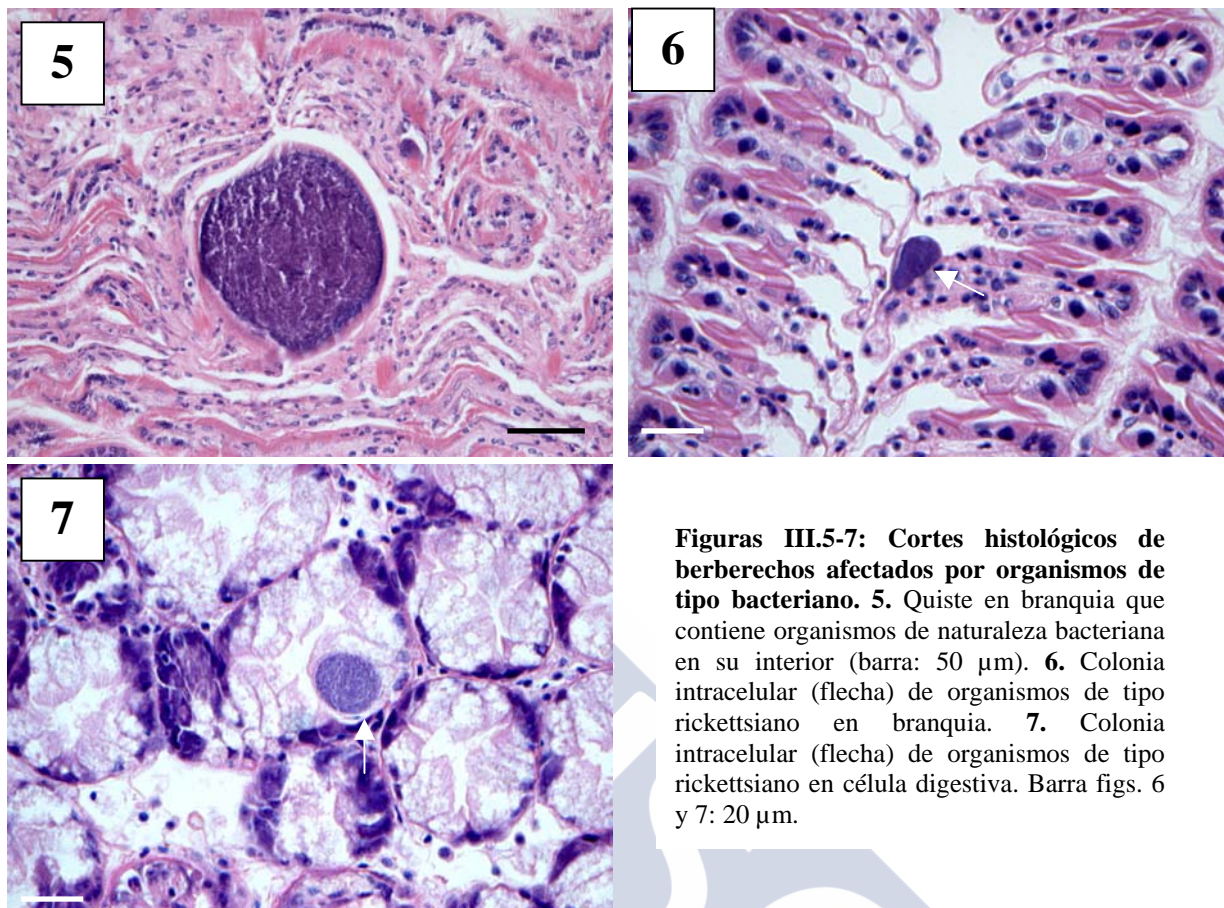 5
6
7
Figuras III.5-7: Cortes histológicos de
berberechos afectados por organismos de
tipo bacteriano. 5. Quiste en branquia que
contiene organismos de naturaleza bacteriana
en su interior (barra: 50 µm). 6. Colonia
intracelular (flecha) de organismos de tipo
rickettsiano en branquia. 7. Colonia
intracelular (flecha) de organismos de tipo
rickettsiano en célula digestiva. Barra figs. 6
y 7: 20 µm.